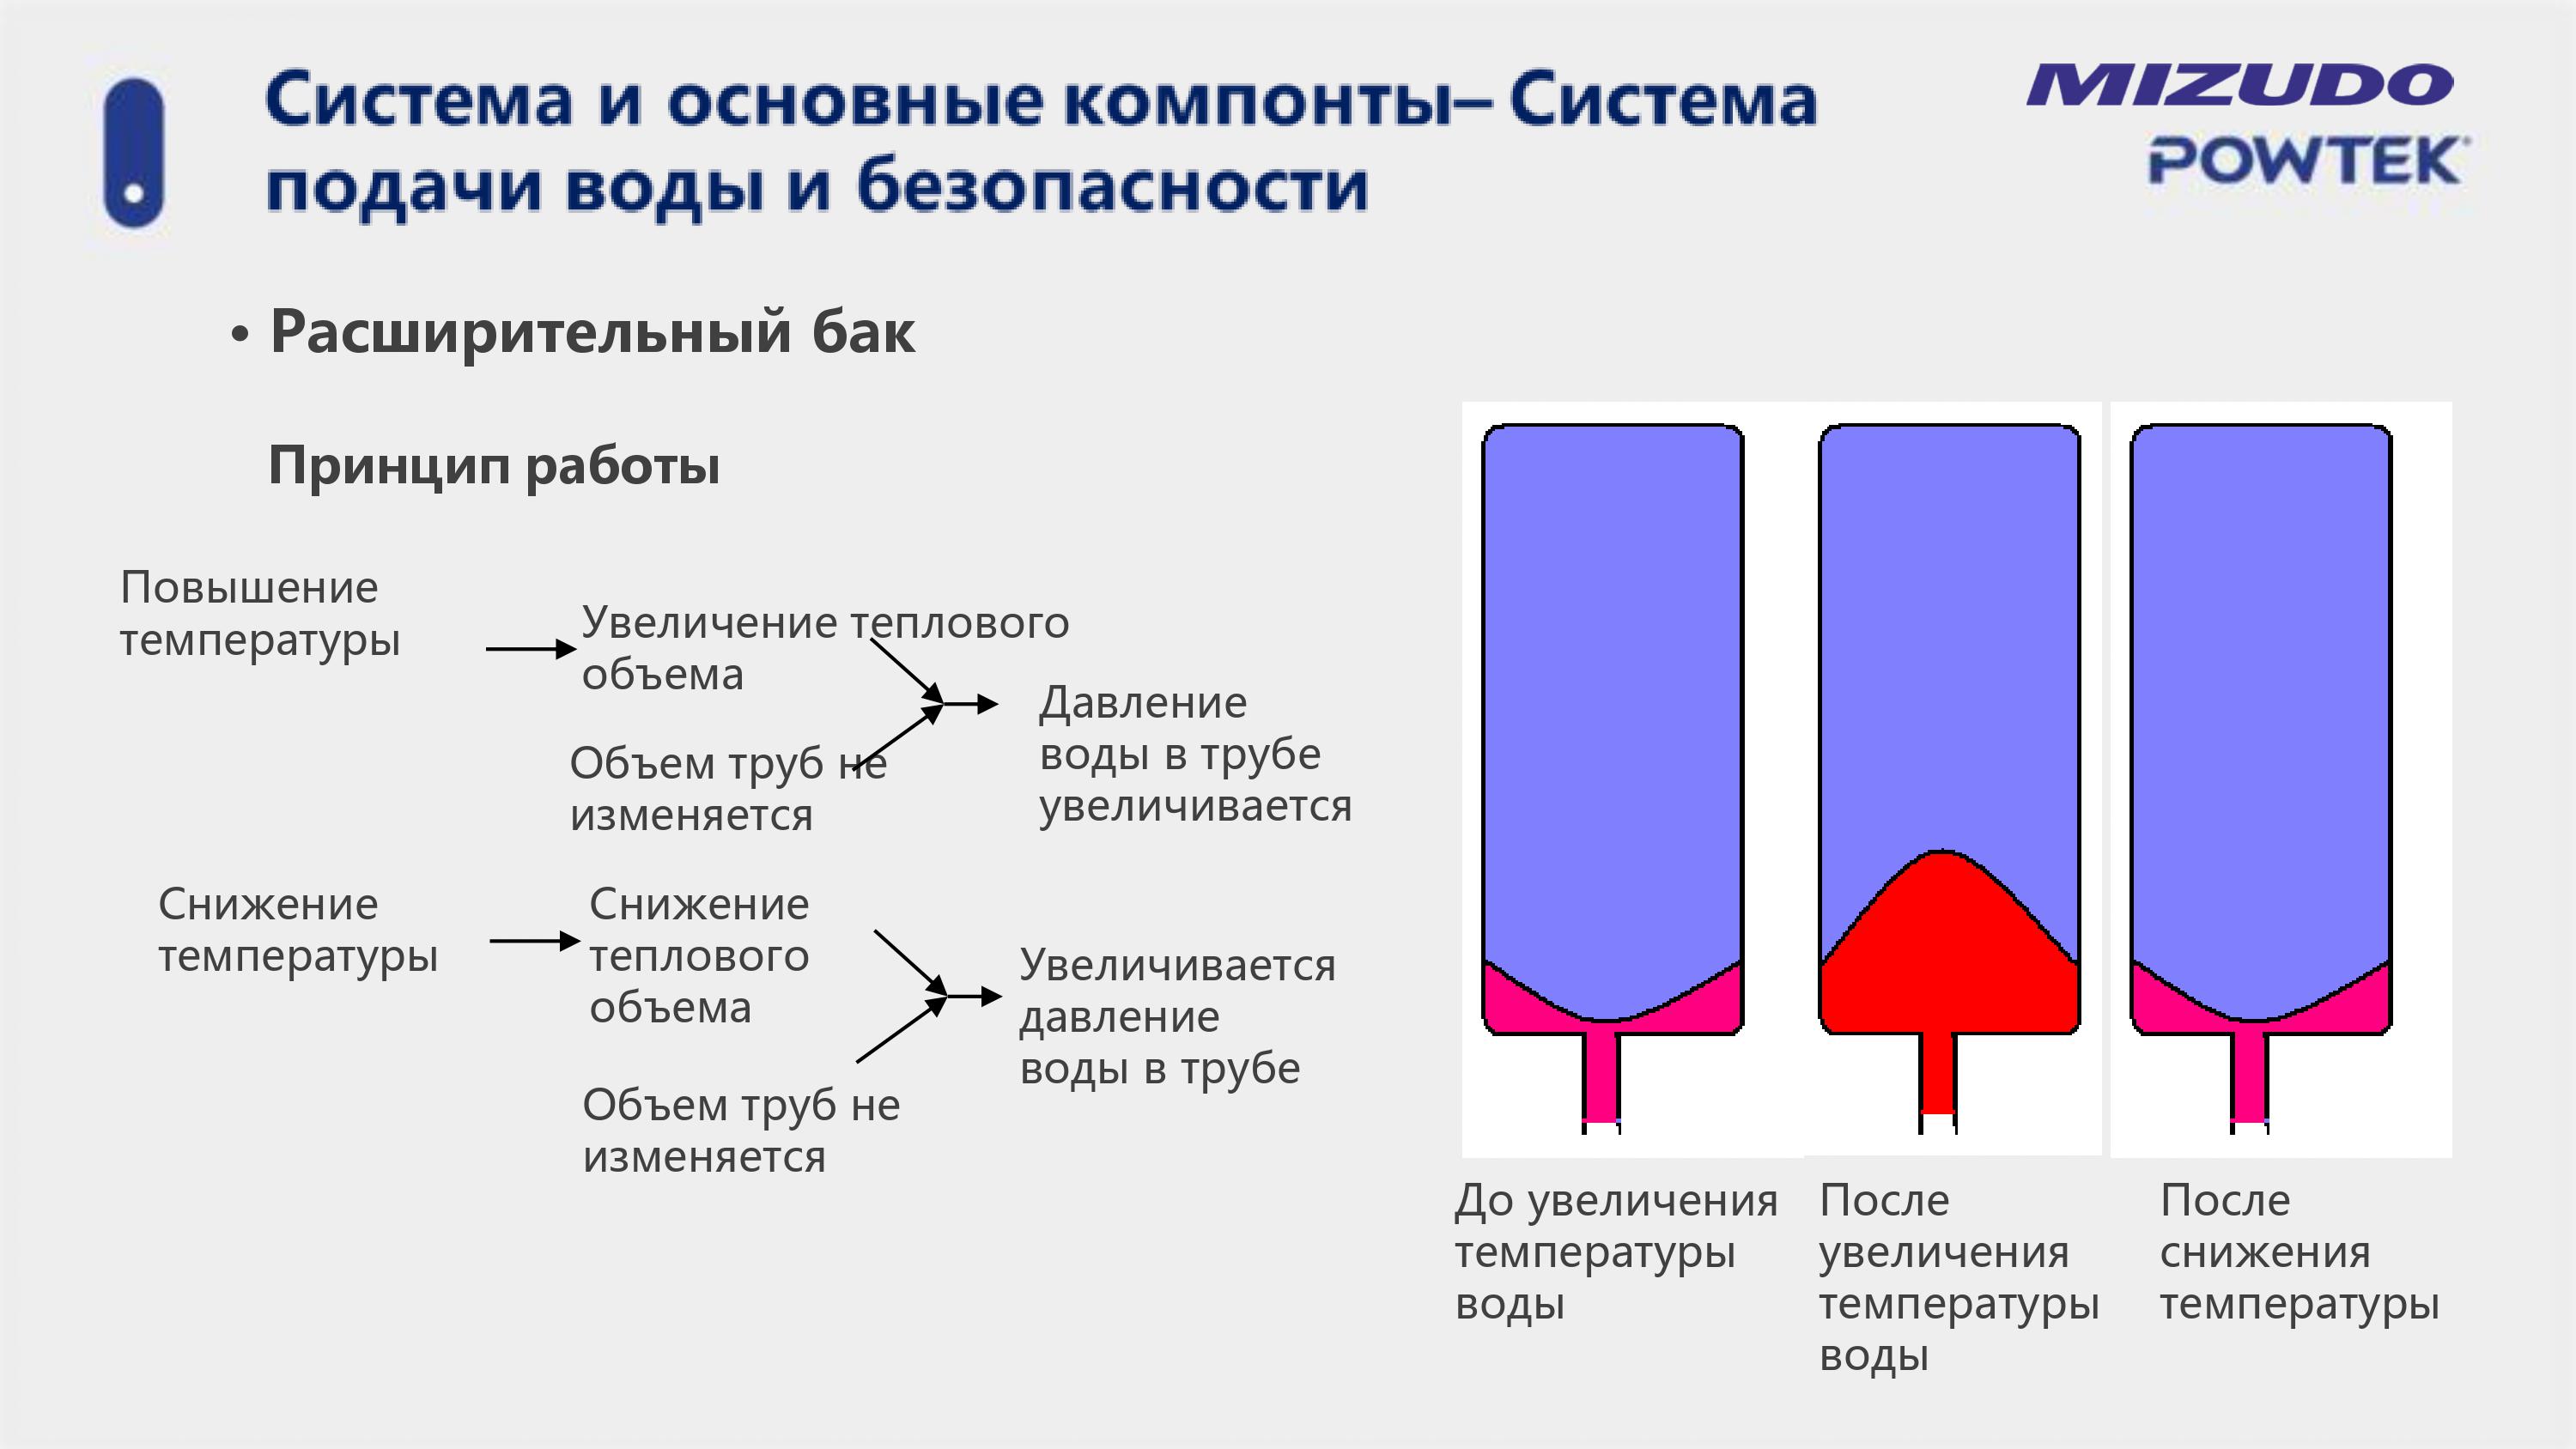 Система и основные компонты– Система
подачи воды и безопасности
MIZUDO
POWTEK
• Расширительный бак
Принцип работы
Повышение
температуры
Увеличение теплового
объема
Объем труб не
изменяется
Давление
воды в трубе
увеличивается
Снижение
температуры
Снижение
теплового
объема
Объем труб не
изменяется
Увеличивается
давление
воды в трубе
До увеличения
температуры
воды
После
увеличения
температуры
воды
После
снижения
температуры